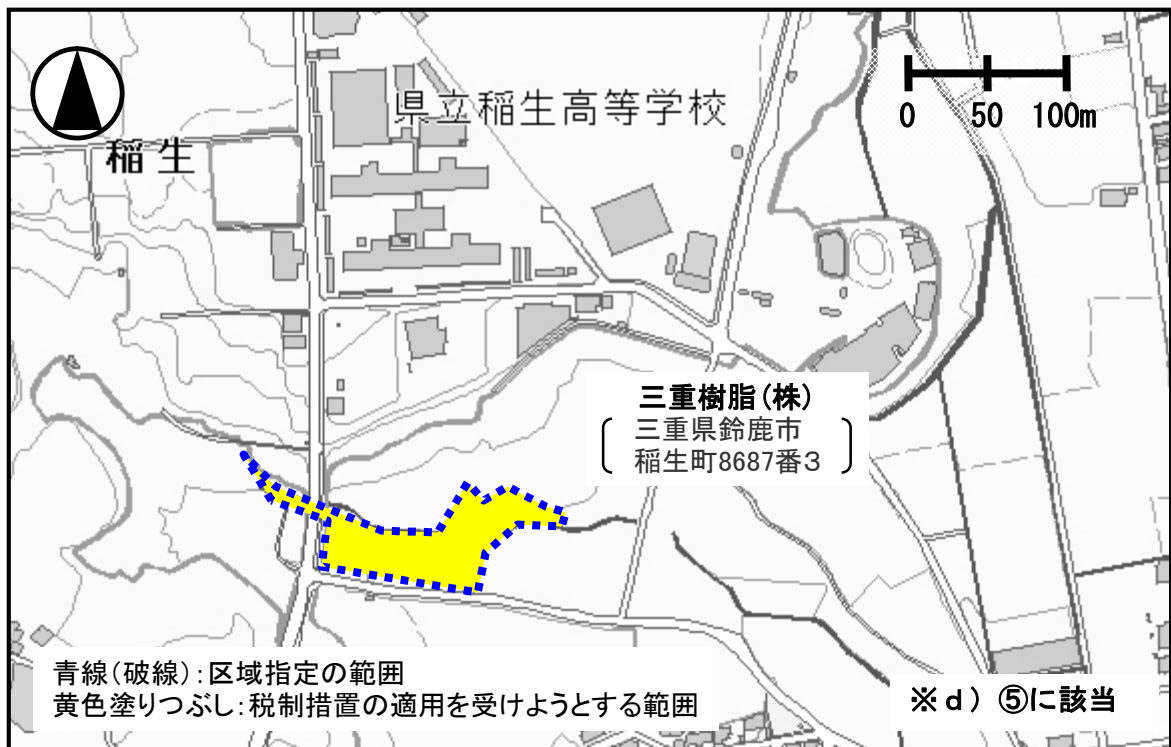 県立稲生高等学校
0 50 100m
稲生
三重樹脂(株)
三重県鈴鹿市
稲生町8687番3
青線(破線):区域指定の範囲
黄色塗りつぶし:税制措置の適用を受けようとする範囲
※d)⑤に該当